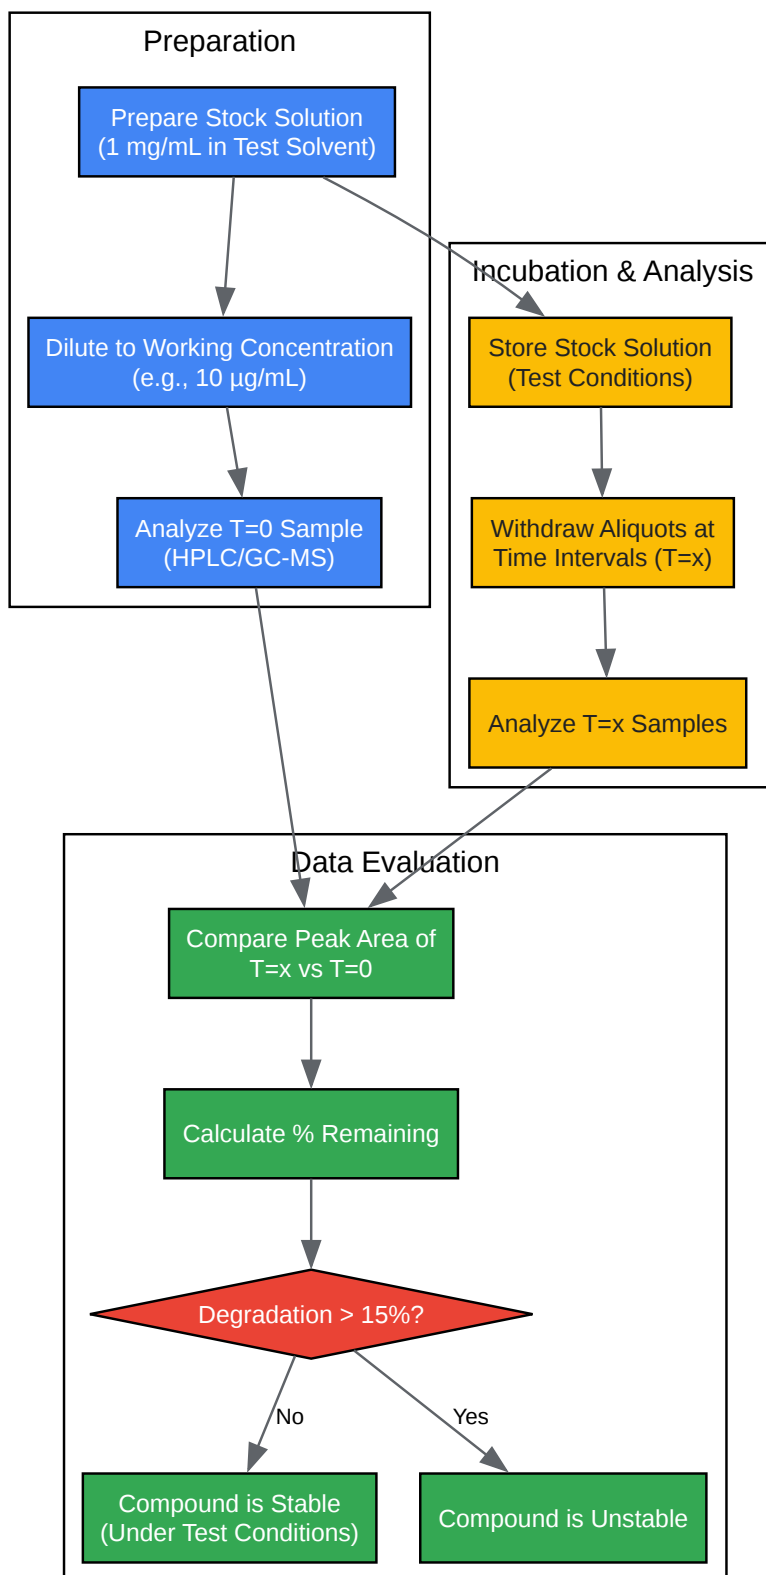 Preparation
Prepare Stock Solution
(1 mg/mL in Test Solvent)
Dilute to Working Concentration
(e.g., 10 µg/mL)
Analyze T=0 Sample
(HPLC/GC-MS)
Incubation & Analysis
Store Stock Solution
(Test Conditions)
Withdraw Aliquots at
Time Intervals (T=x)
Analyze T=x Samples
Data Evaluation
Compare Peak Area of
T=x vs T=0
Calculate % Remaining
Degradation > 15%?
No
Yes
Compound is Stable
(Under Test Conditions)
Compound is Unstable